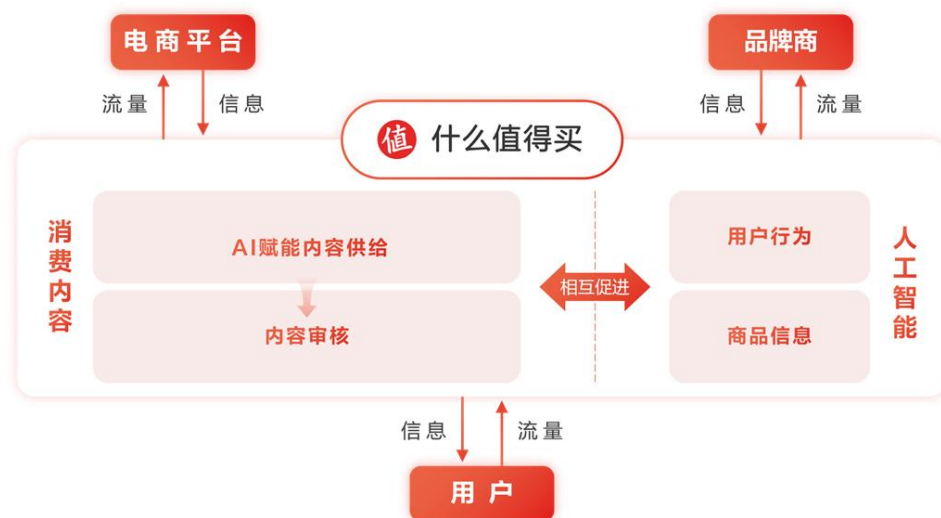 电商平台
品牌商
流量
信息
信息
流量
值 什么值得买
消费内容
AI赋能内容供给
内容审核
相互促进
用户行为
商品信息
人工智能
信息
流量
用户